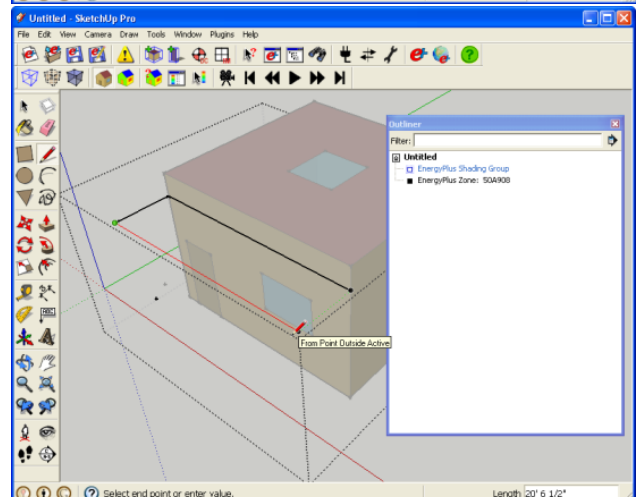 Untitled - SketchUp Pro
File Edit View Camera Draw Tools Window Plugins Help
Outliner
Filter:
Untitled
EnergyPlus Shading Group
EnergyPlus Zone: 50A908
From Point Outside Active
Select end point or enter value.
Length 20' 6 1/2"